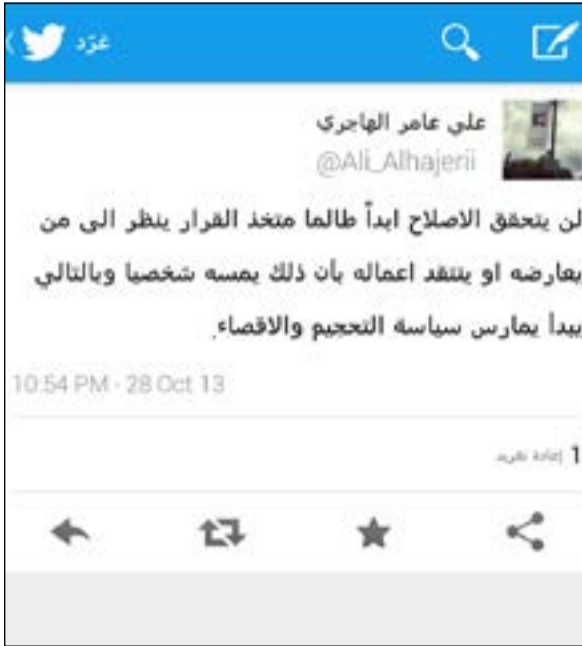 غرّد
علي عامر الهاجري
@Ali_Alhajerii
لن يتحقق الاصلاح ابداً طالما متخذ القرار ينظر الى من
يعارضه او ينتقد اعماله بأن ذلك يمسه شخصيا وبالتالي
يبدأ يمارس سياسة التحجيم والاقصاء.
10:54 PM - 28 Oct 13
1 إعادة تغريد